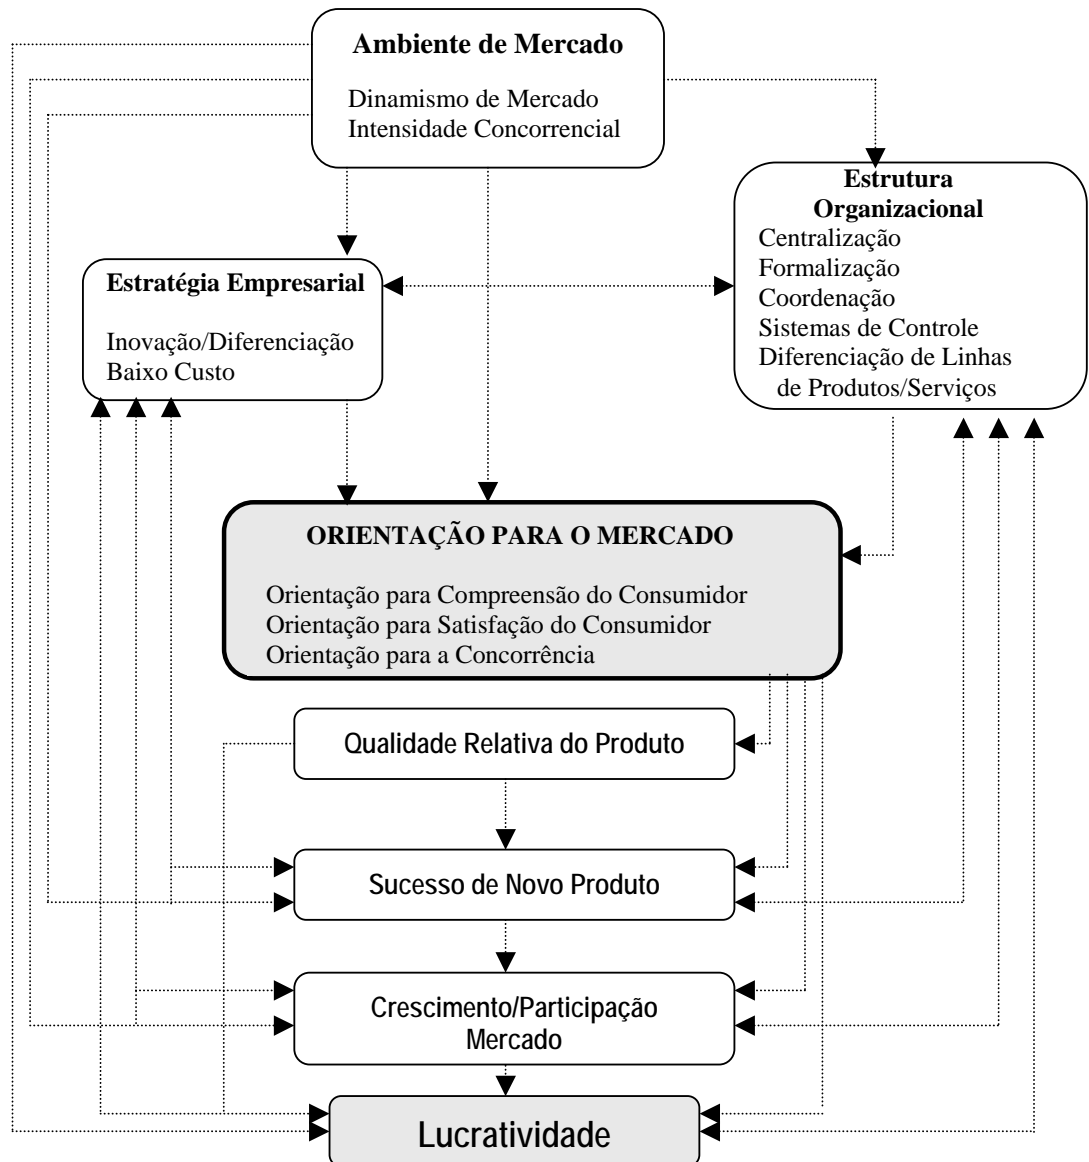 Ambiente de Mercado
Dinamismo de Mercado
Intensidade Concorrencial
Estrutura
Organizacional
Centralização
Formalização
Coordenação
Sistemas de Controle
Diferenciação de Linhas
de Produtos/Serviços
Estratégia Empresarial
Inovação/Diferenciação
Baixo Custo
ORIENTAÇÃO PARA O MERCADO
Orientação para Compreensão do Consumidor
Orientação para Satisfação do Consumidor
Orientação para a Concorrência
Qualidade Relativa do Produto
Sucesso de Novo Produto
Crescimento/Participação
Mercado
Lucratividade